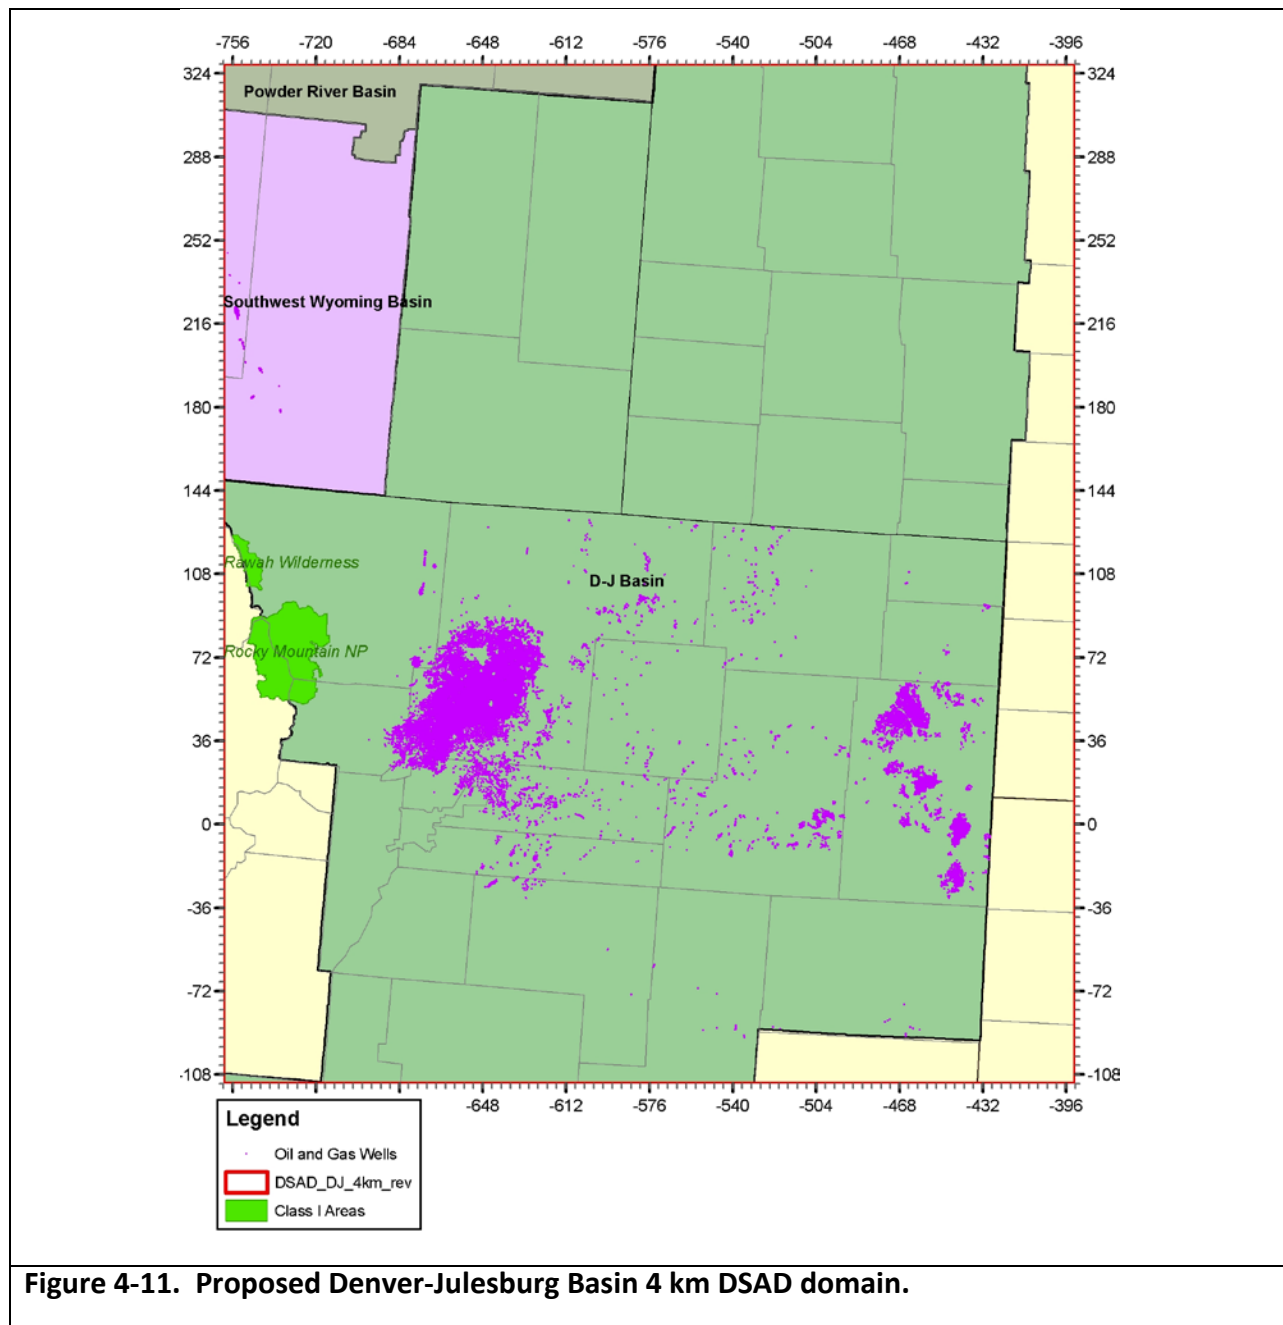 -756 -720 -684 -648 -612 -576 -540 -504 -468 -432 -396
324 324
Powder River Basin
288 288
252 252
Southwest Wyoming Basin
216 216
180 180
144 144
Rawah Wilderness
108 108
D-J Basin
Rocky Mountain NP
72 72
36 36
0 0
-36 -36
-72 -72
-108 -108
-648 -612 -576 -540 -504 -468 -432 -396
Legend
Oil and Gas Wells
DSAD_DJ_4km_rev
Class I Areas
Figure 4-11. Proposed Denver-Julesburg Basin 4 km DSAD domain.